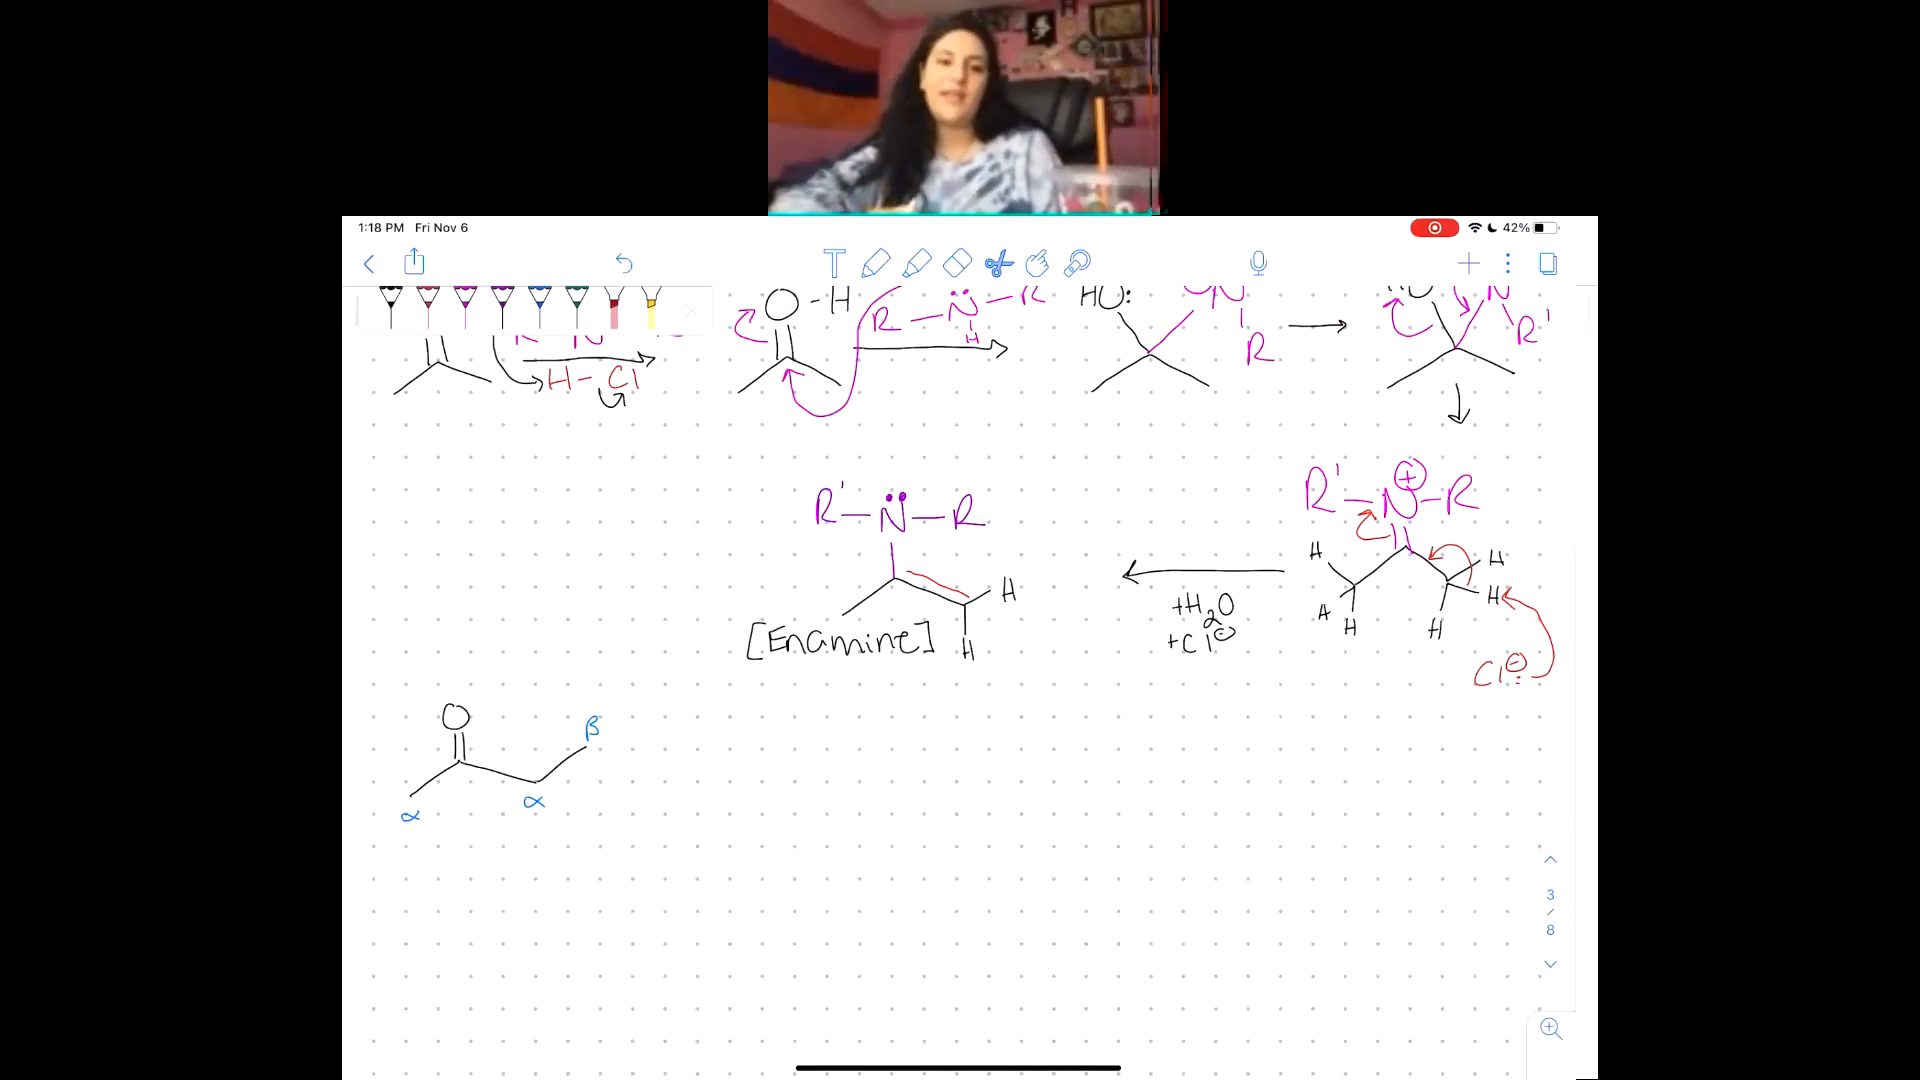 1:18 PM Fri Nov 6
42%
T
O-H
R-N-R
H
HO:
N
R
N
R'
H-Cl
R'-N-R
H
H
[Enamine]
+H2O
+Cl⊖
R'-N-R
⊕
H
H
H
H
H
H
Cl⊖:
O
β
α
α
3
/
8